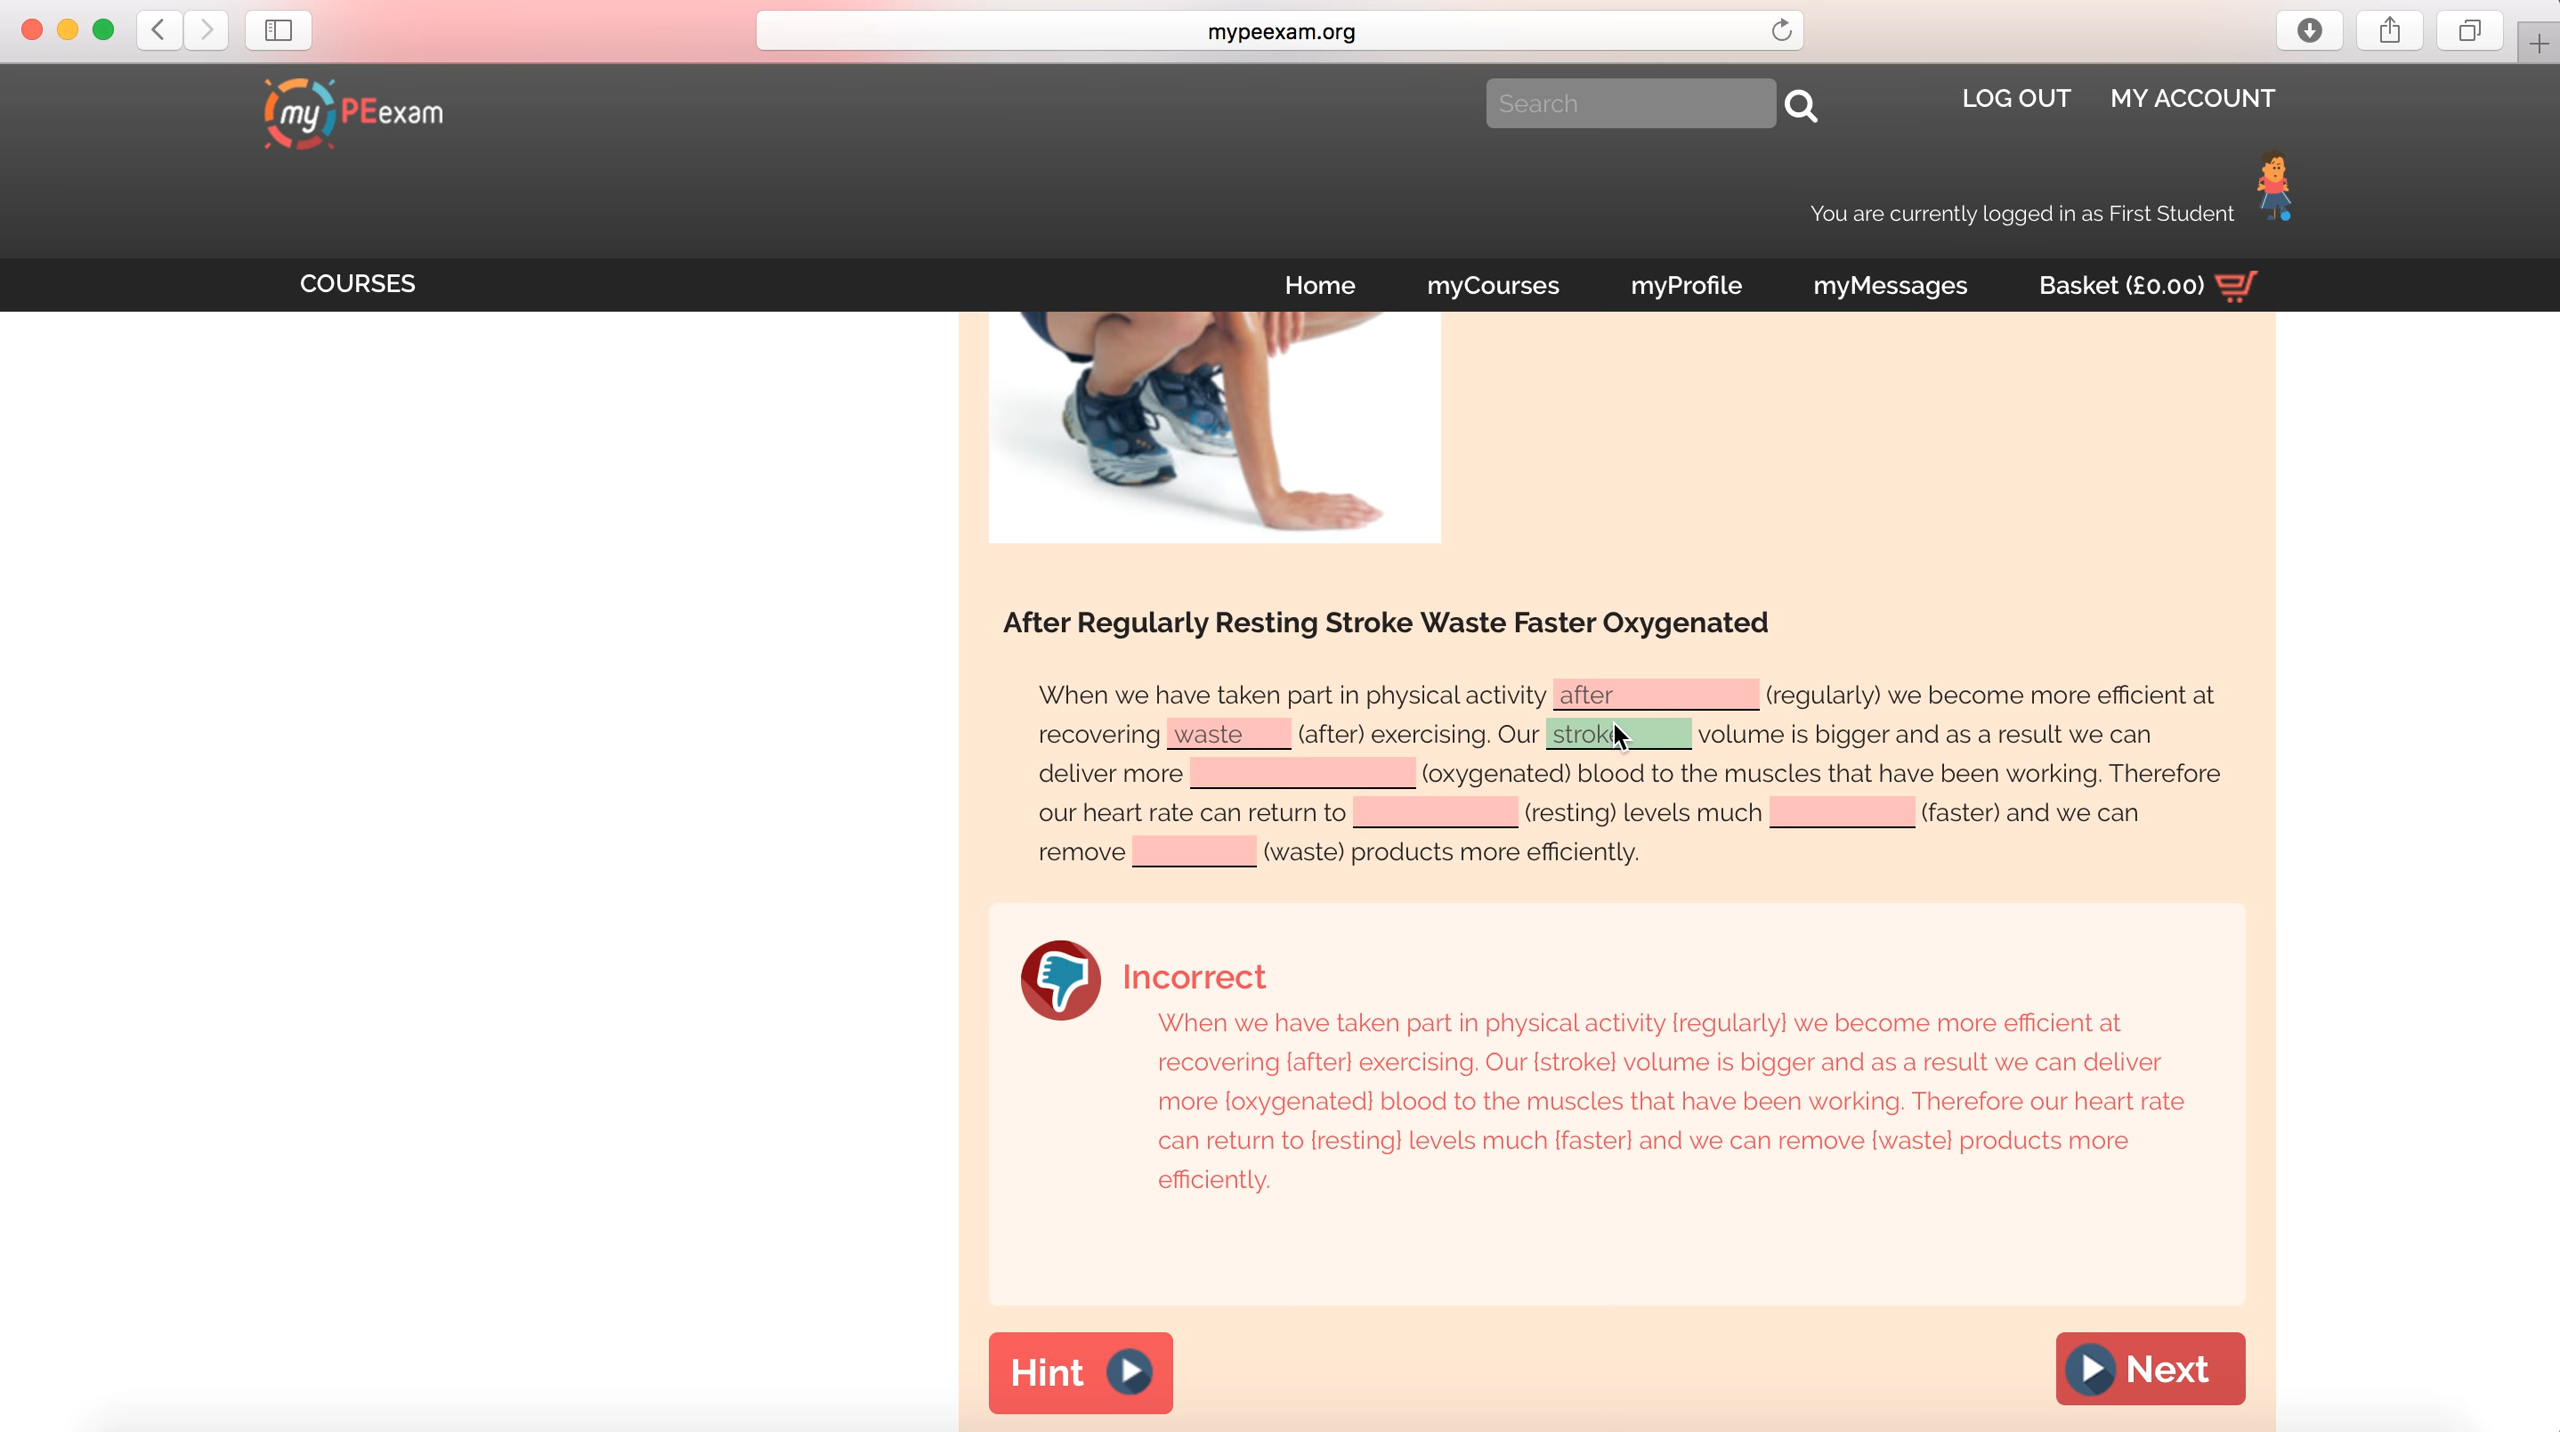 mypeexam.org
my PEexam
Search
LOG OUT MY ACCOUNT
You are currently logged in as First Student
COURSES
Home myCourses myProfile myMessages Basket (£0.00)
After Regularly Resting Stroke Waste Faster Oxygenated
When we have taken part in physical activity after (regularly) we become more efficient at
recovering waste (after) exercising. Our stroke volume is bigger and as a result we can
deliver more (oxygenated) blood to the muscles that have been working. Therefore
our heart rate can return to (resting) levels much (faster) and we can
remove (waste) products more efficiently.
Incorrect
When we have taken part in physical activity {regularly} we become more efficient at
recovering {after} exercising. Our {stroke} volume is bigger and as a result we can deliver
more {oxygenated} blood to the muscles that have been working. Therefore our heart rate
can return to {resting} levels much {faster} and we can remove {waste} products more
efficiently.
Hint
Next